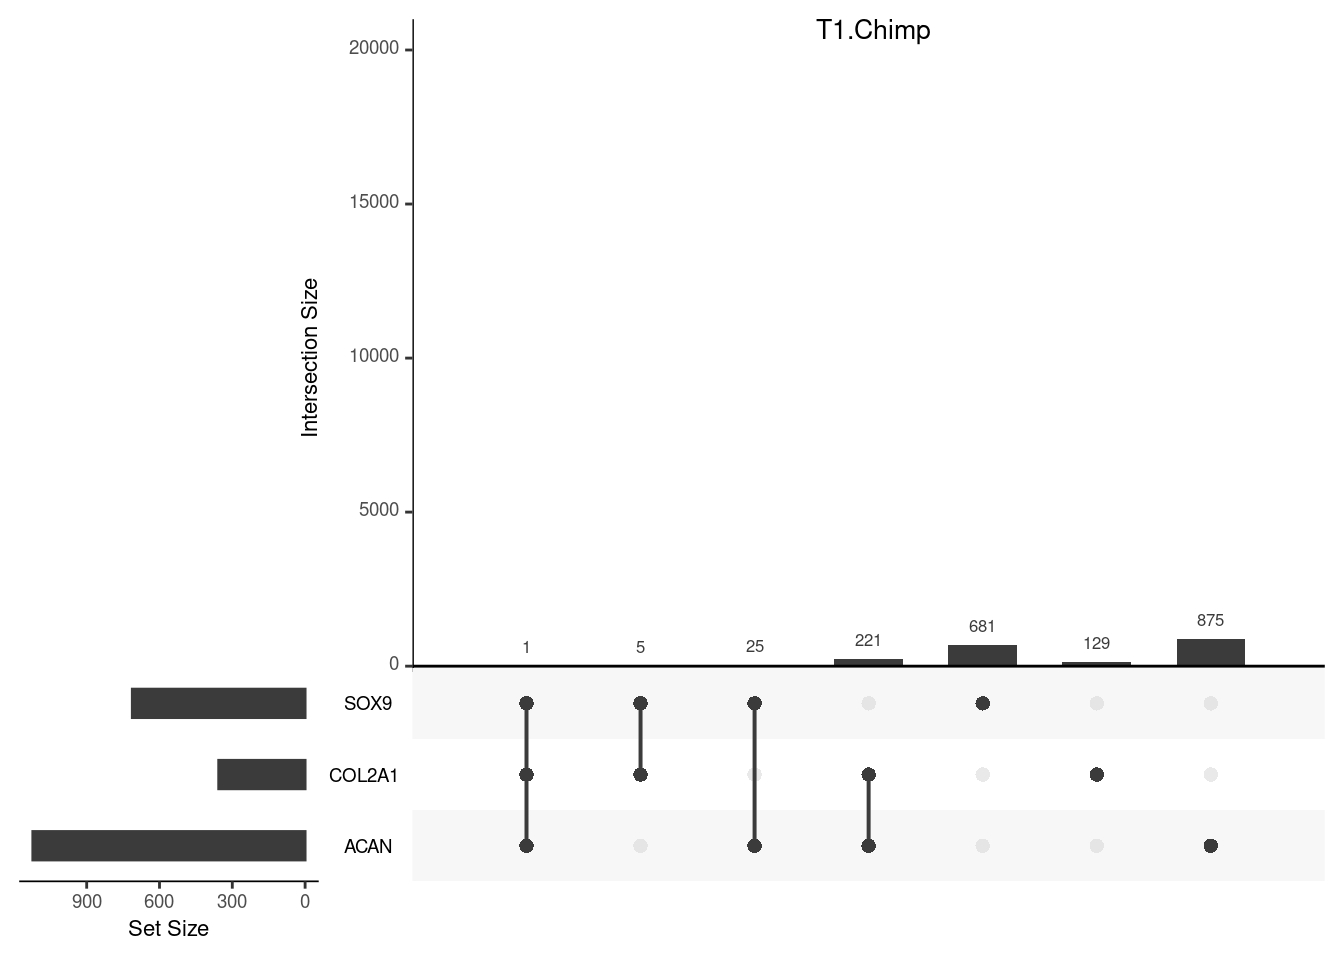 T1.Chimp
20000
15000
10000
5000
0
Intersection Size
1 5 25 221 681 129 875
SOX9
COL2A1
ACAN
900 600 300 0
Set Size